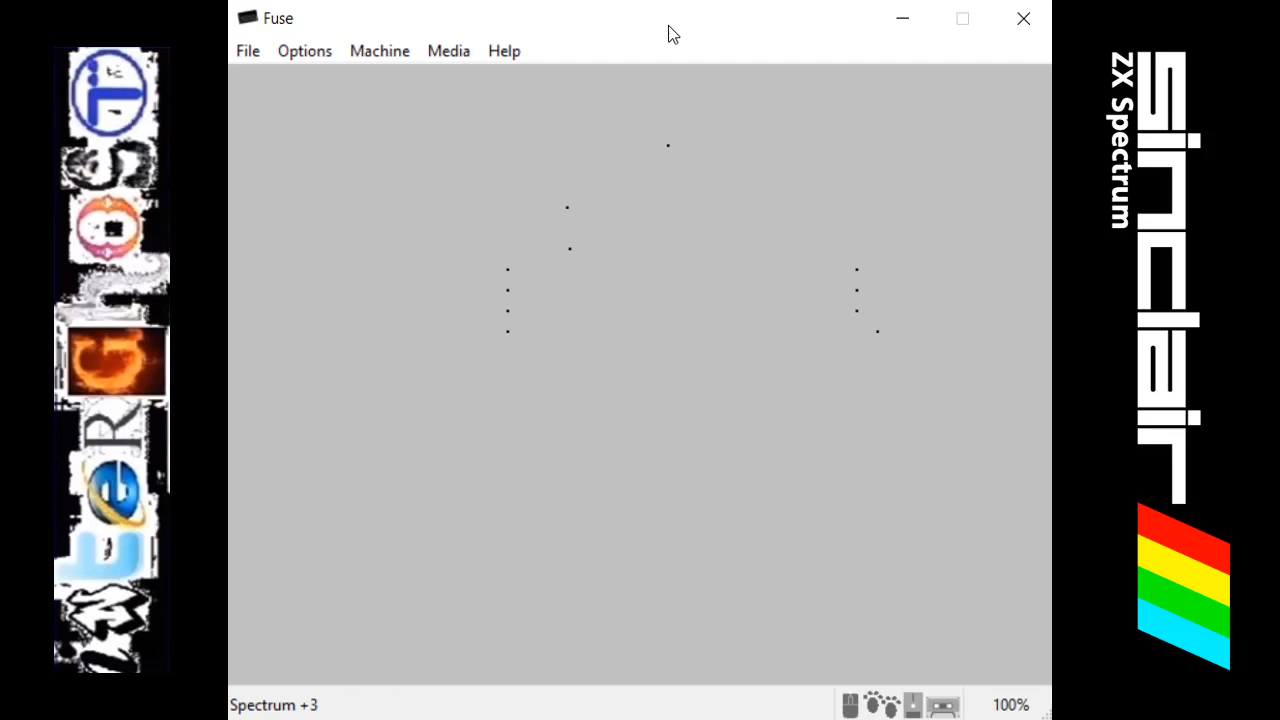 Fuse
File Options Machine Media Help
Spectrum +3
100%
sinclair
ZX Spectrum